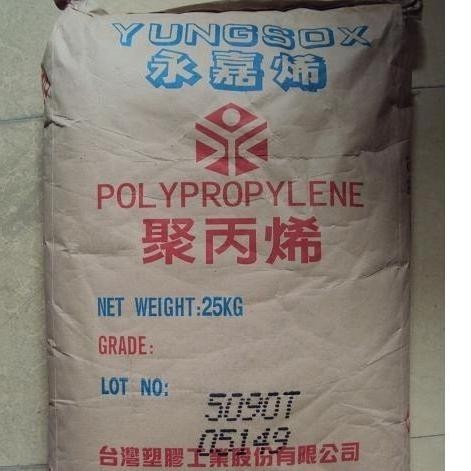 YUNGSOX
永嘉烯
POLYPROPYLENE
聚丙烯
NET WEIGHT:25KG
GRADE:
LOT NO:
5090T
05149
台灣塑膠工業股份有限公司